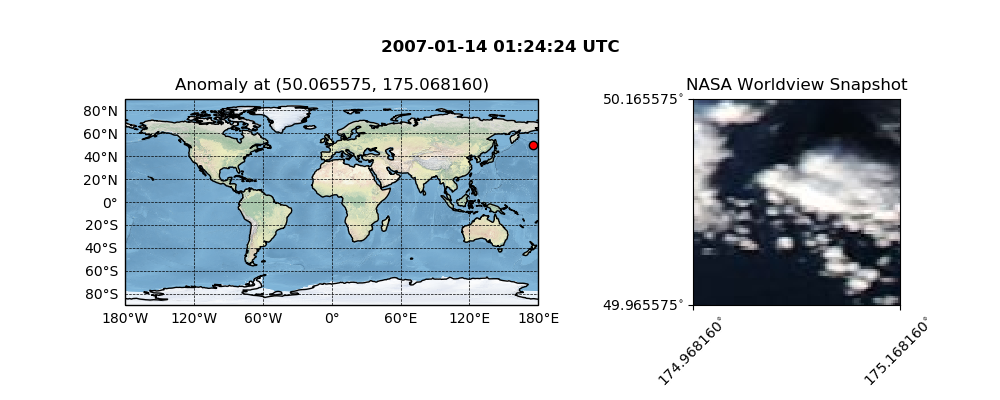 2007-01-14 01:24:24 UTC
Anomaly at (50.065575, 175.068160)
80°N
60°N
40°N
20°N
0°
20°S
40°S
60°S
80°S
180°W 120°W 60°W 0° 60°E 120°E 180°E
NASA Worldview Snapshot
50.165575°
49.965575°
174.968160°
175.168160°